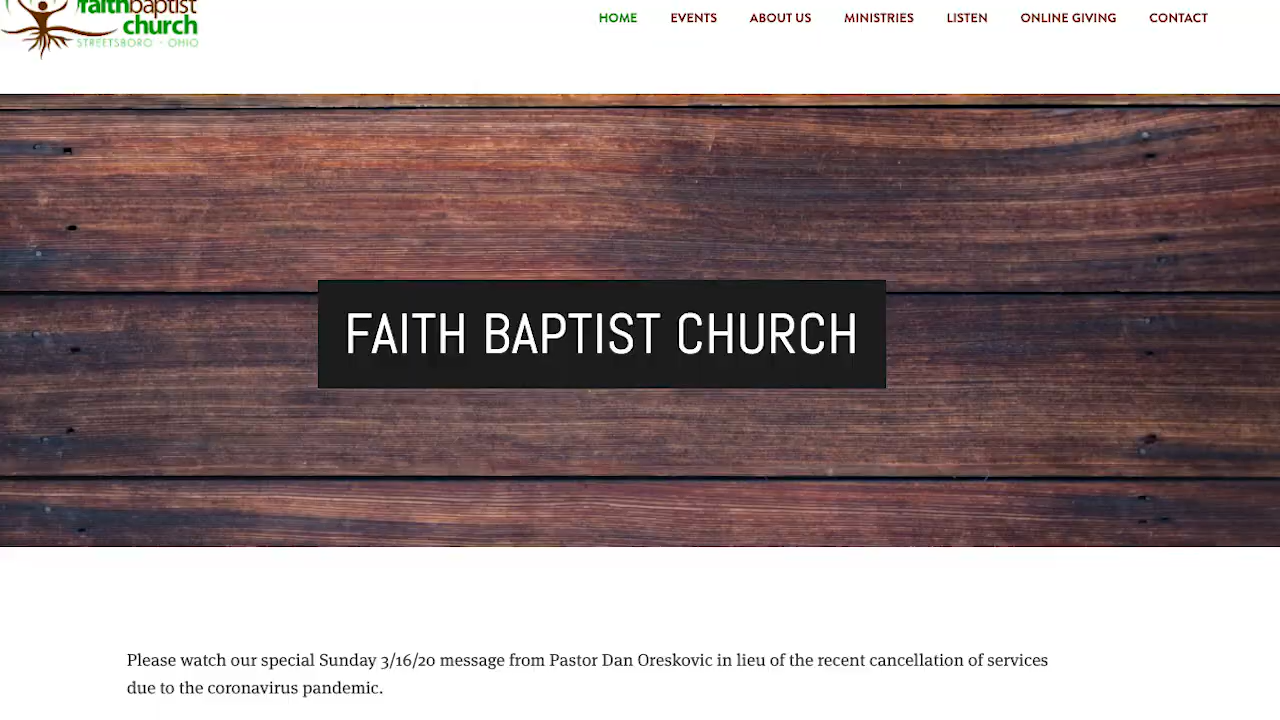 faithbaptist
church
STREETSBORO · OHIO
HOME EVENTS ABOUT US MINISTRIES LISTEN ONLINE GIVING CONTACT
FAITH BAPTIST CHURCH
Please watch our special Sunday 3/16/20 message from Pastor Dan Oreskovic in lieu of the recent cancellation of services
due to the coronavirus pandemic.